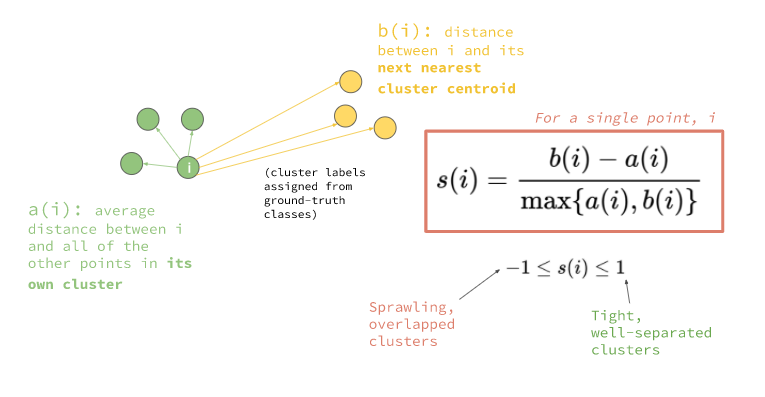 b(i): distance
between i and its
next nearest
cluster centroid
For a single point, i
i
(cluster labels
assigned from
ground-truth
classes)
s(i) = \frac{b(i) - a(i)}{\max\{a(i), b(i)\}}
a(i): average
distance between i
and all of the
other points in its
own cluster
−1 ≤ s(i) ≤ 1
Sprawling,
overlapped
clusters
Tight,
well-separated
clusters